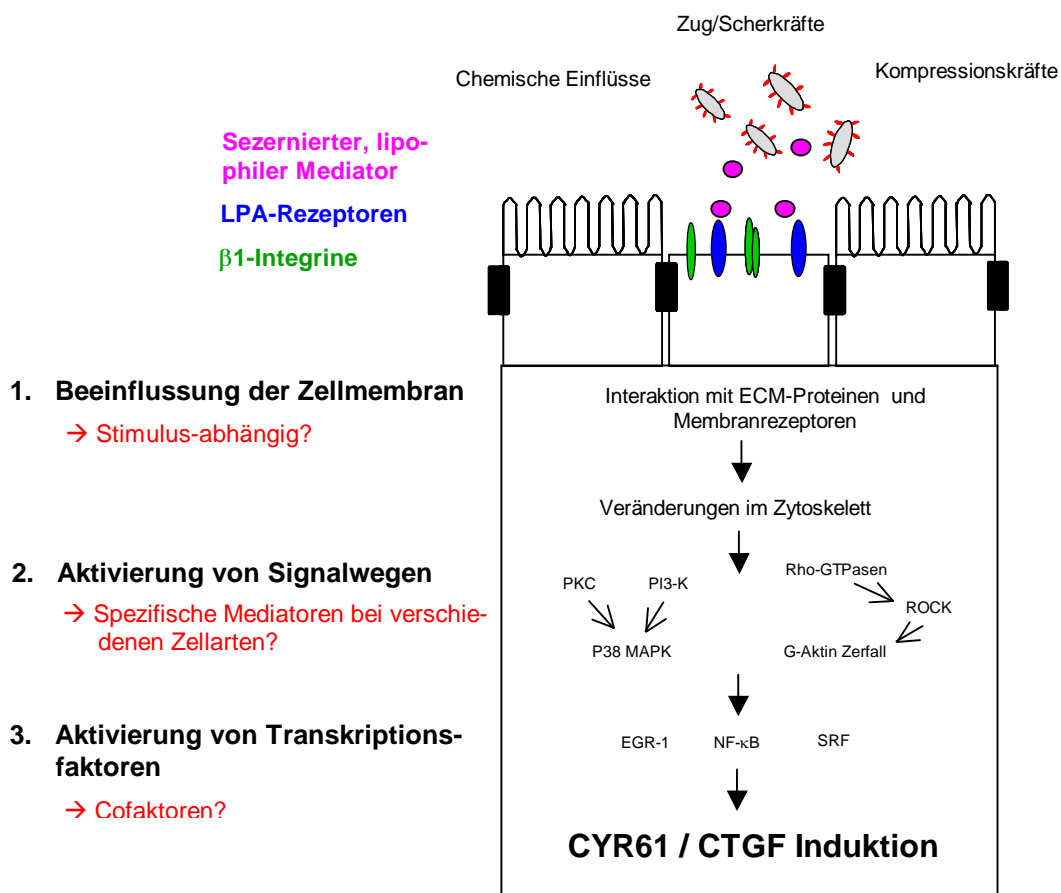 Zug/Scherkräfte
Chemische Einflüsse
Kompressionskräfte
Sezernierter, lipo-
philer Mediator
LPA-Rezeptoren
β1-Integrine
1. Beeinflussung der Zellmembran
→ Stimulus-abhängig?
Interaktion mit ECM-Proteinen und
Membranrezeptoren
Veränderungen im Zytoskelett
2. Aktivierung von Signalwegen
→ Spezifische Mediatoren bei verschie-
denen Zellarten?
PKC
PI3-K
P38 MAPK
Rho-GTPasen
ROCK
G-Aktin Zerfall
3. Aktivierung von Transkriptions-
faktoren
→ Cofaktoren?
EGR-1
NF-κB
SRF
CYR61 / CTGF Induktion